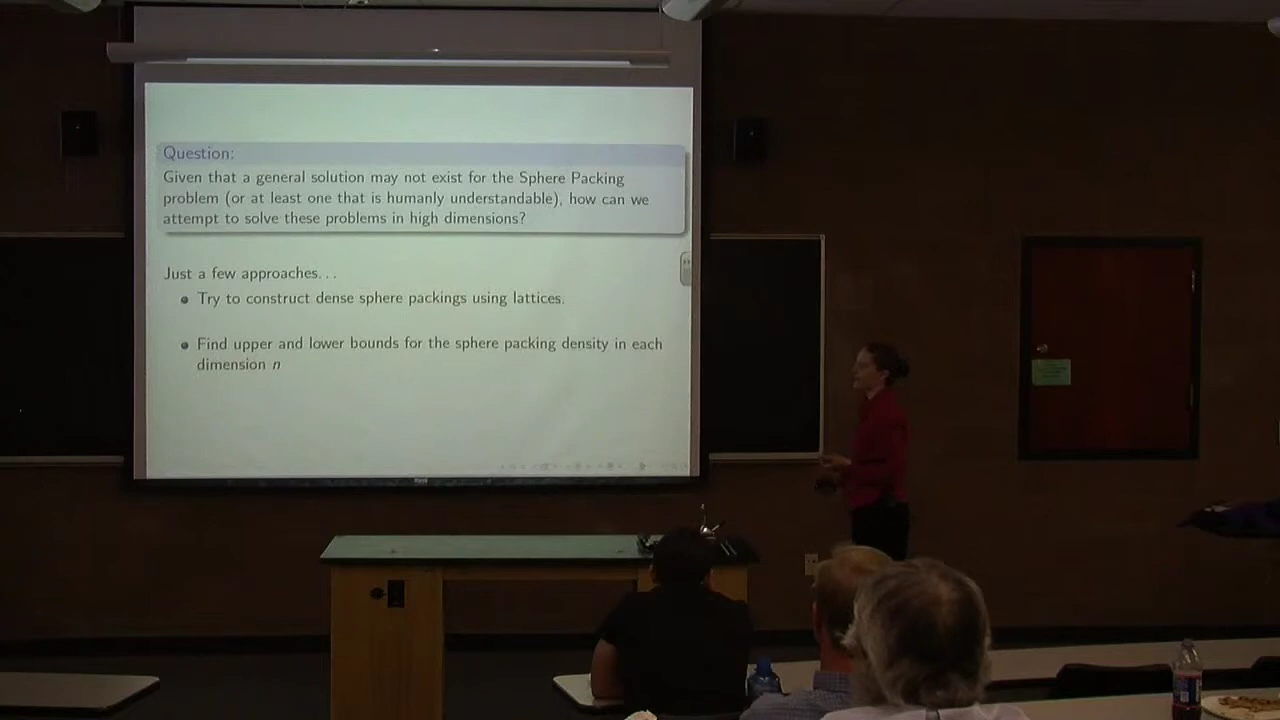 Question:
Given that a general solution may not exist for the Sphere Packing
problem (or at least one that is humanly understandable), how can we
attempt to solve these problems in high dimensions?
Just a few approaches...
Try to construct dense sphere packings using lattices.
Find upper and lower bounds for the sphere packing density in each
dimension n